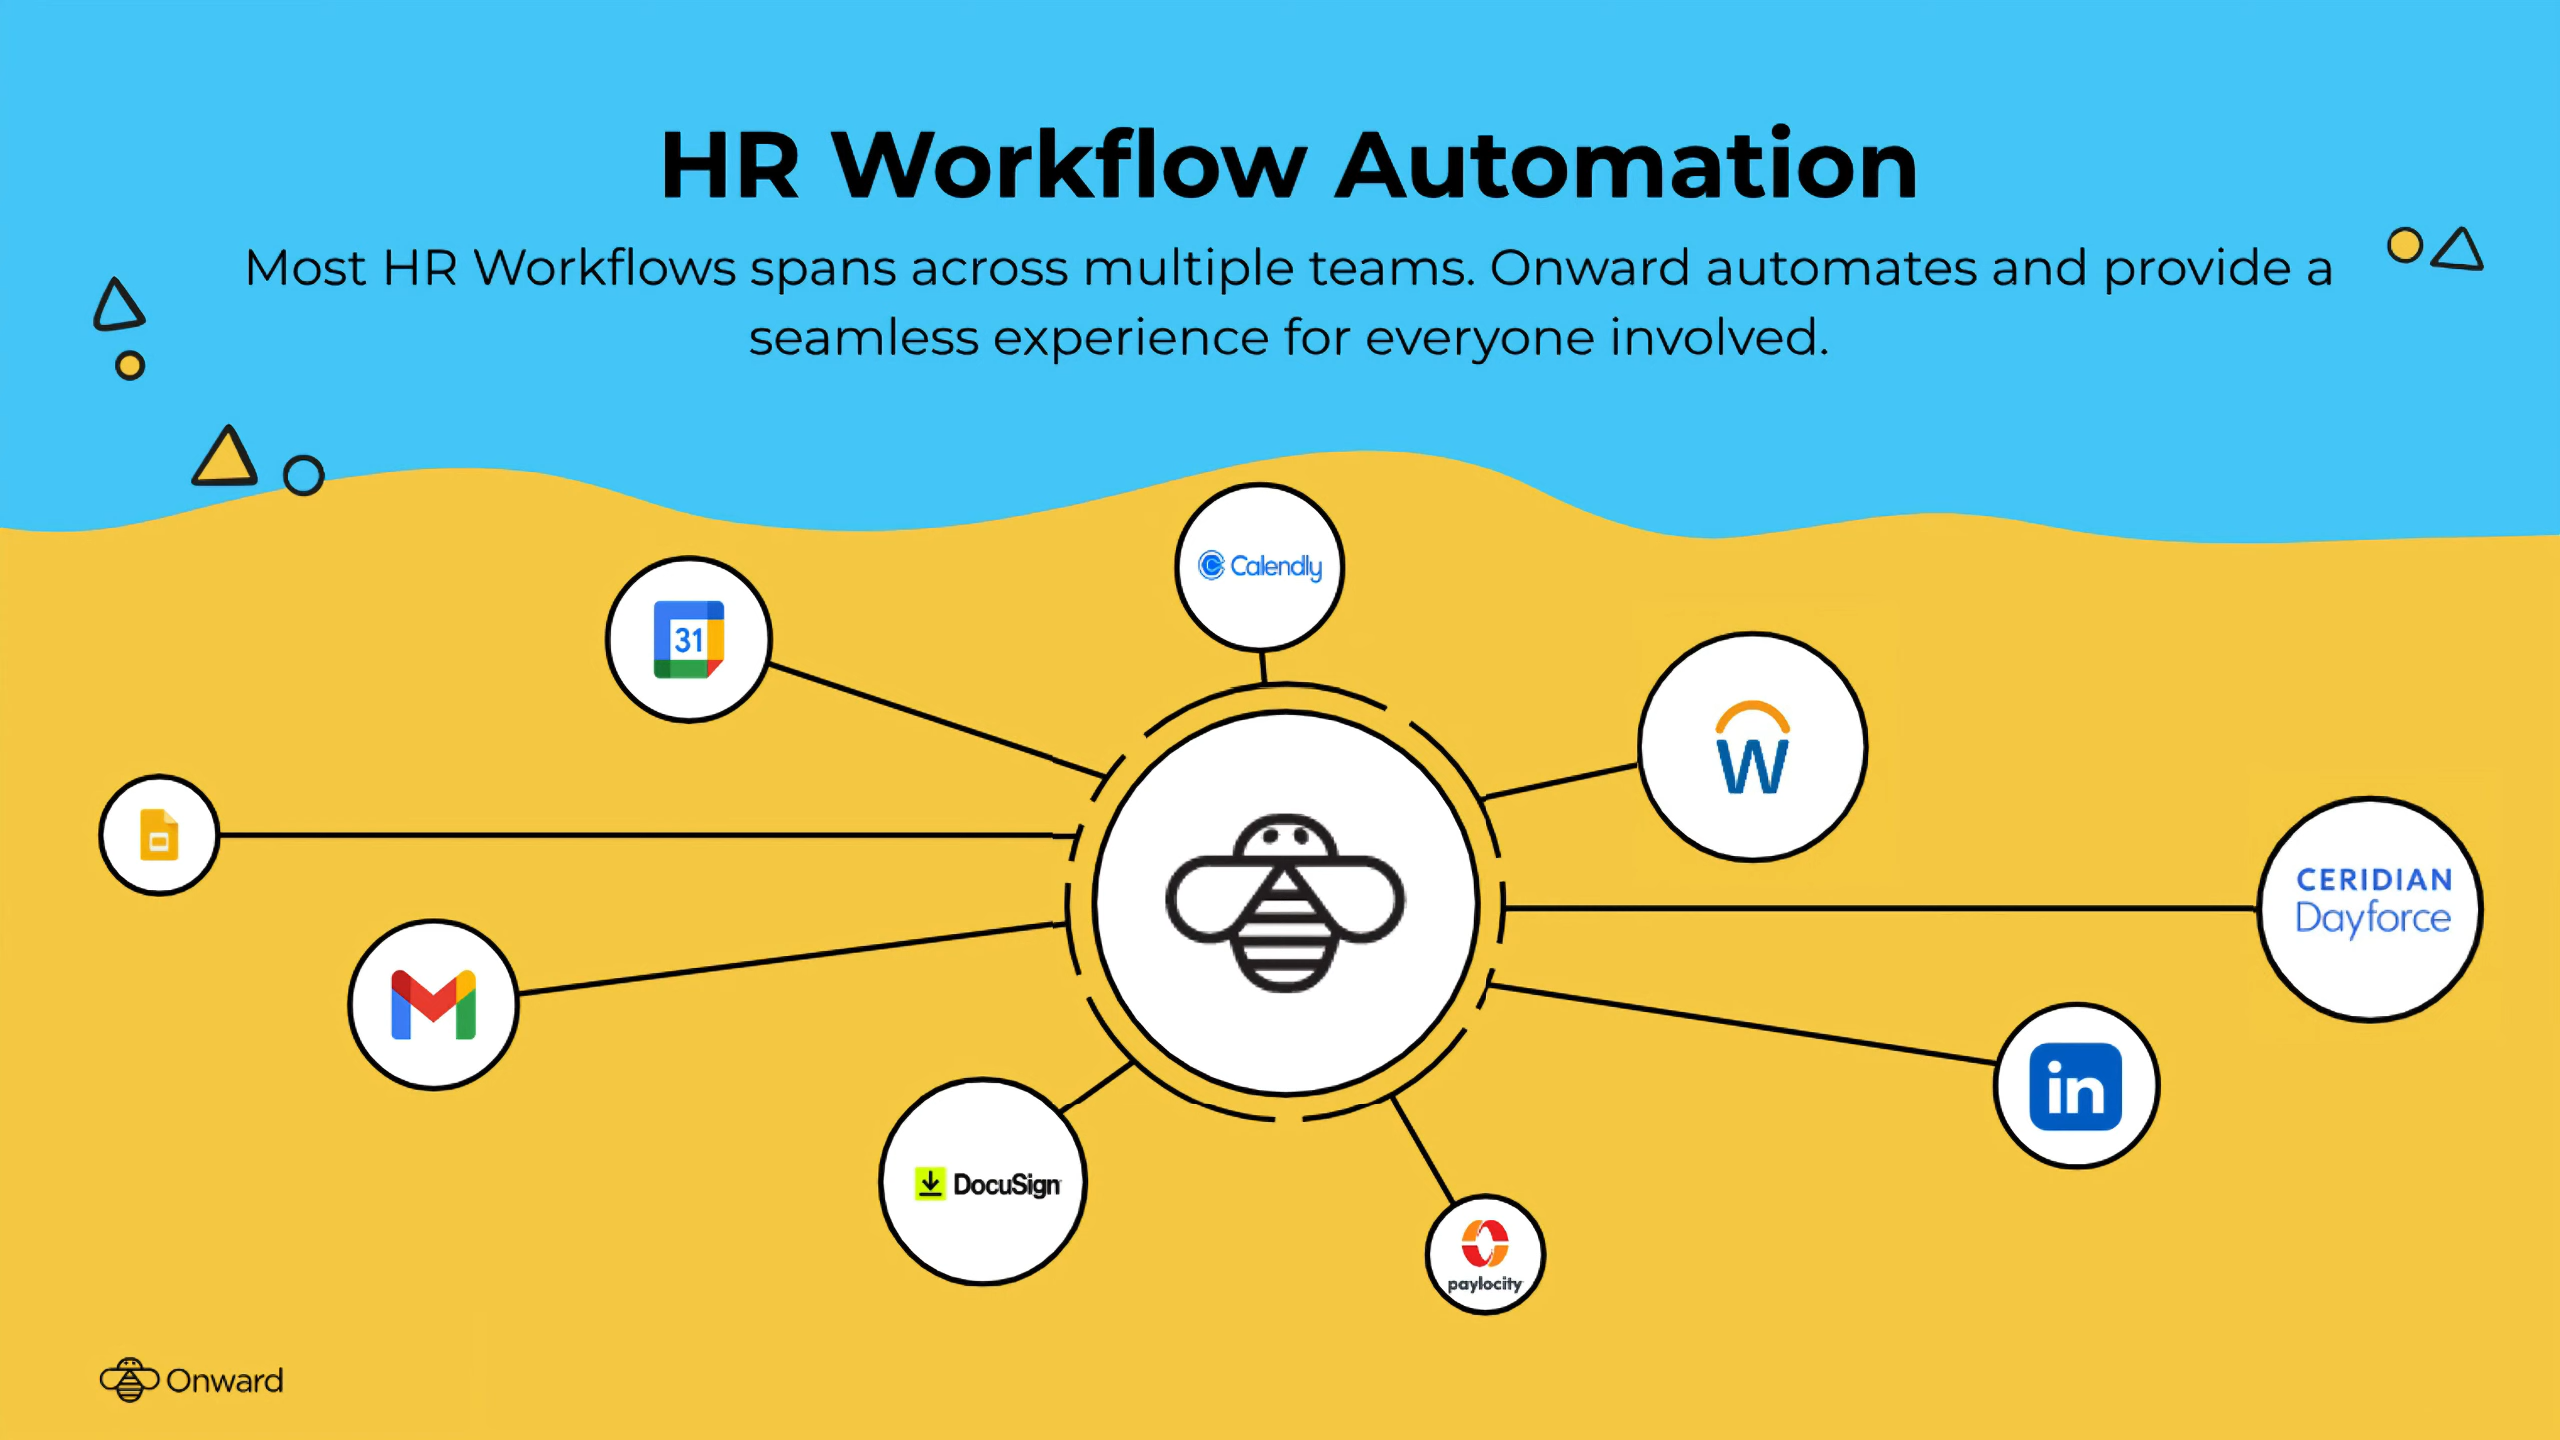 HR Workflow Automation
Most HR Workflows spans across multiple teams. Onward automates and provide a
seamless experience for everyone involved.
Calendly
31
W
CERIDIAN
Dayforce
M
in
DocuSign
paylocity
Onward